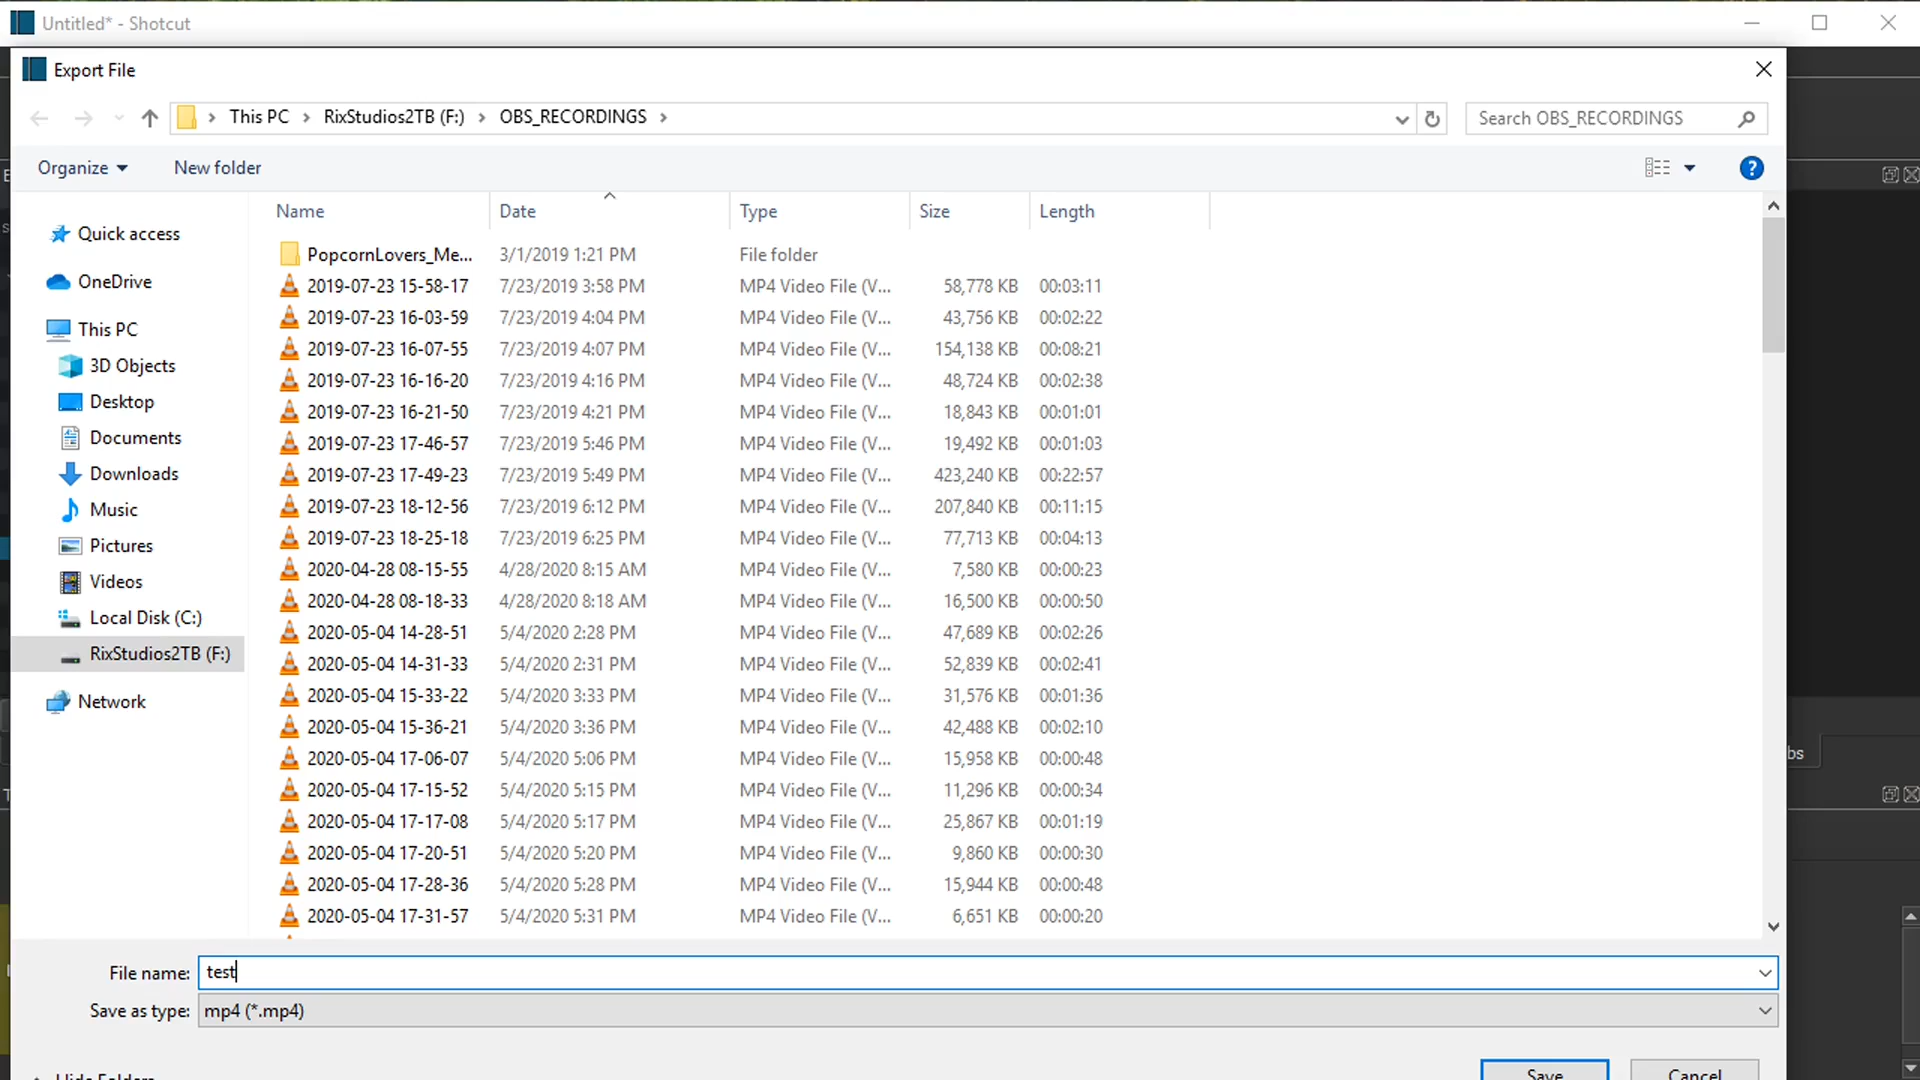 Untitled* - Shotcut
Export File
This PC > RixStudios2TB (F:) > OBS_RECORDINGS >
Search OBS_RECORDINGS
Organize
New folder
Name Date Type Size Length
Quick access
OneDrive
This PC
3D Objects
Desktop
Documents
Downloads
Music
Pictures
Videos
Local Disk (C:)
RixStudios2TB (F:)
Network
PopcornLovers_Me... 3/1/2019 1:21 PM File folder
2019-07-23 15-58-17 7/23/2019 3:58 PM MP4 Video File (V... 58,778 KB 00:03:11
2019-07-23 16-03-59 7/23/2019 4:04 PM MP4 Video File (V... 43,756 KB 00:02:22
2019-07-23 16-07-55 7/23/2019 4:07 PM MP4 Video File (V... 154,138 KB 00:08:21
2019-07-23 16-16-20 7/23/2019 4:16 PM MP4 Video File (V... 48,724 KB 00:02:38
2019-07-23 16-21-50 7/23/2019 4:21 PM MP4 Video File (V... 18,843 KB 00:01:01
2019-07-23 17-46-57 7/23/2019 5:46 PM MP4 Video File (V... 19,492 KB 00:01:03
2019-07-23 17-49-23 7/23/2019 5:49 PM MP4 Video File (V... 423,240 KB 00:22:57
2019-07-23 18-12-56 7/23/2019 6:12 PM MP4 Video File (V... 207,840 KB 00:11:15
2019-07-23 18-25-18 7/23/2019 6:25 PM MP4 Video File (V... 77,713 KB 00:04:13
2020-04-28 08-15-55 4/28/2020 8:15 AM MP4 Video File (V... 7,580 KB 00:00:23
2020-04-28 08-18-33 4/28/2020 8:18 AM MP4 Video File (V... 16,500 KB 00:00:50
2020-05-04 14-28-51 5/4/2020 2:28 PM MP4 Video File (V... 47,689 KB 00:02:26
2020-05-04 14-31-33 5/4/2020 2:31 PM MP4 Video File (V... 52,839 KB 00:02:41
2020-05-04 15-33-22 5/4/2020 3:33 PM MP4 Video File (V... 31,576 KB 00:01:36
2020-05-04 15-36-21 5/4/2020 3:36 PM MP4 Video File (V... 42,488 KB 00:02:10
2020-05-04 17-06-07 5/4/2020 5:06 PM MP4 Video File (V... 15,958 KB 00:00:48
2020-05-04 17-15-52 5/4/2020 5:15 PM MP4 Video File (V... 11,296 KB 00:00:34
2020-05-04 17-17-08 5/4/2020 5:17 PM MP4 Video File (V... 25,867 KB 00:01:19
2020-05-04 17-20-51 5/4/2020 5:20 PM MP4 Video File (V... 9,860 KB 00:00:30
2020-05-04 17-28-36 5/4/2020 5:28 PM MP4 Video File (V... 15,944 KB 00:00:48
2020-05-04 17-31-57 5/4/2020 5:31 PM MP4 Video File (V... 6,651 KB 00:00:20
bs
File name: test
Save as type: mp4 (*.mp4)
Hide Folders
Save
Cancel